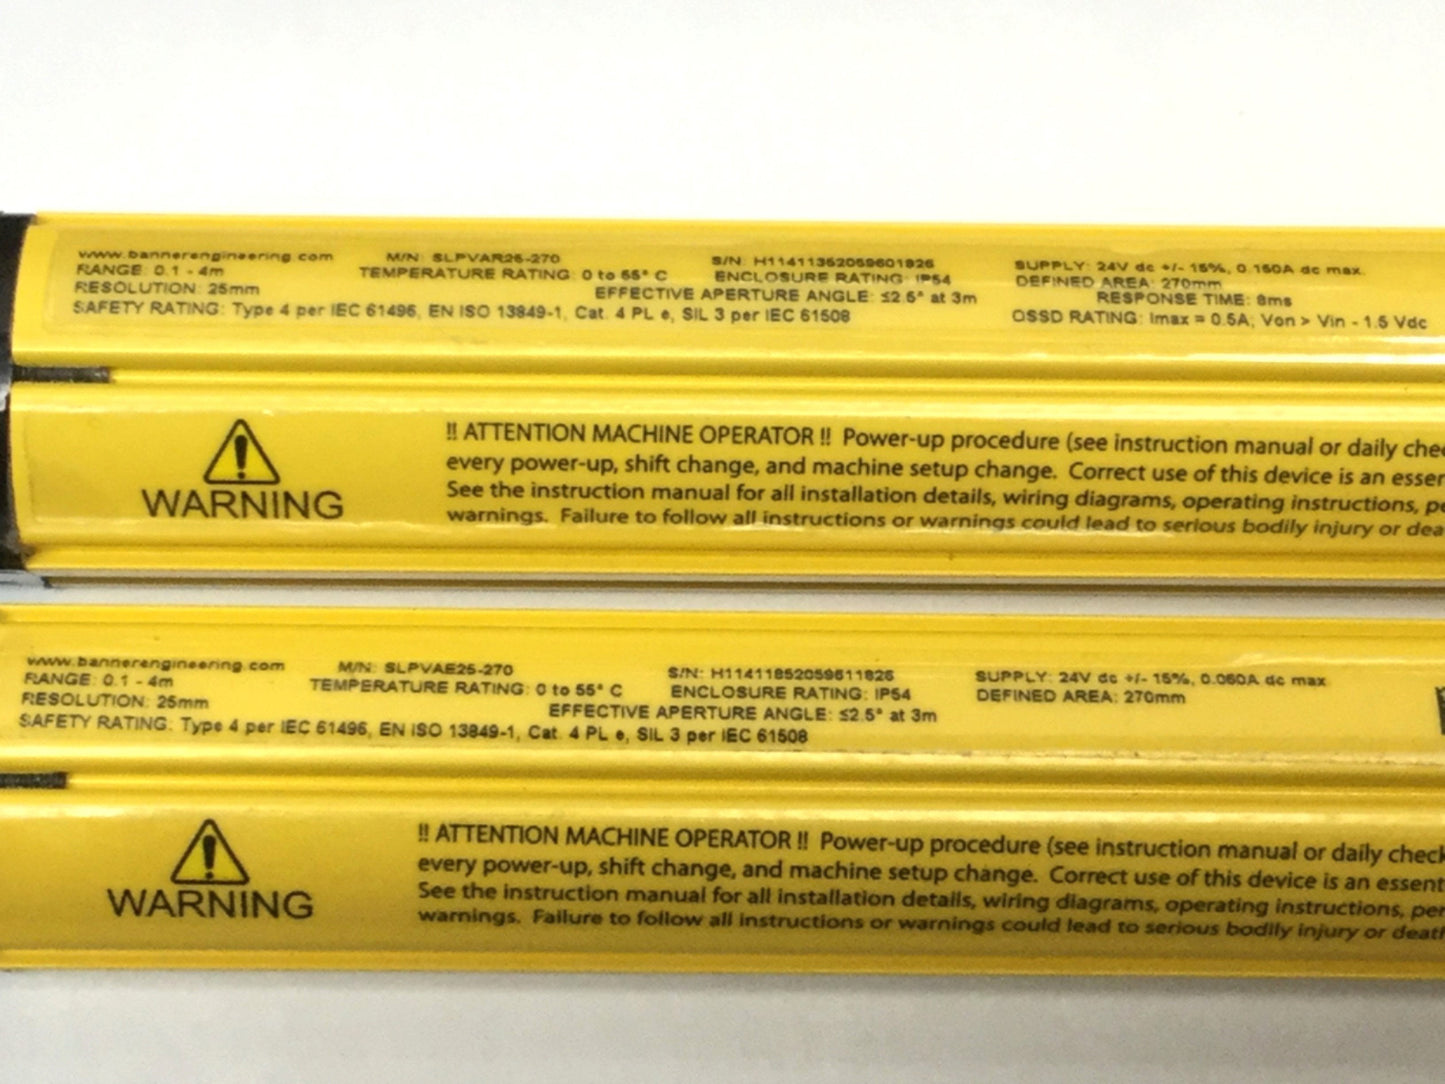 www.bannerengineering.com M/N: SLPVAR25-270 S/N: H11411352059601826 SUPPLY: 24V dc +/- 15%, 0.150A dc max.
RANGE: 0.1 - 4m TEMPERATURE RATING: 0 to 55° C ENCLOSURE RATING: IP54 DEFINED AREA: 270mm
RESOLUTION: 25mm EFFECTIVE APERTURE ANGLE: ≤2.5° at 3m RESPONSE TIME: 8ms
SAFETY RATING: Type 4 per IEC 61496, EN ISO 13849-1, Cat. 4 PL e, SIL 3 per IEC 61508 OSSD RATING: Imax = 0.5A; Von > Vin - 1.5 Vdc
WARNING
!! ATTENTION MACHINE OPERATOR !! Power-up procedure (see instruction manual or daily
every power-up, shift change, and machine setup change. Correct use of this device is an
See the instruction manual for all installation details, wiring diagrams, operating instructions,
warnings. Failure to follow all instructions or warnings could lead to serious bodily injury or
www.bannerengineering.com M/N: SLPVAE25-270 S/N: H11411852059611826 SUPPLY: 24V dc +/- 15%, 0.060A dc max
RANGE: 0.1 - 4m TEMPERATURE RATING: 0 to 55° C ENCLOSURE RATING: IP54 DEFINED AREA: 270mm
RESOLUTION: 25mm EFFECTIVE APERTURE ANGLE: ≤2.5° at 3m
SAFETY RATING: Type 4 per IEC 61496, EN ISO 13849-1, Cat. 4 PL e, SIL 3 per IEC 61508
WARNING
!! ATTENTION MACHINE OPERATOR !! Power-up procedure (see instruction manual or daily check
every power-up, shift change, and machine setup change. Correct use of this device is an
See the instruction manual for all installation details, wiring diagrams, operating instructions,
warnings. Failure to follow all instructions or warnings could lead to serious bodily injury or death